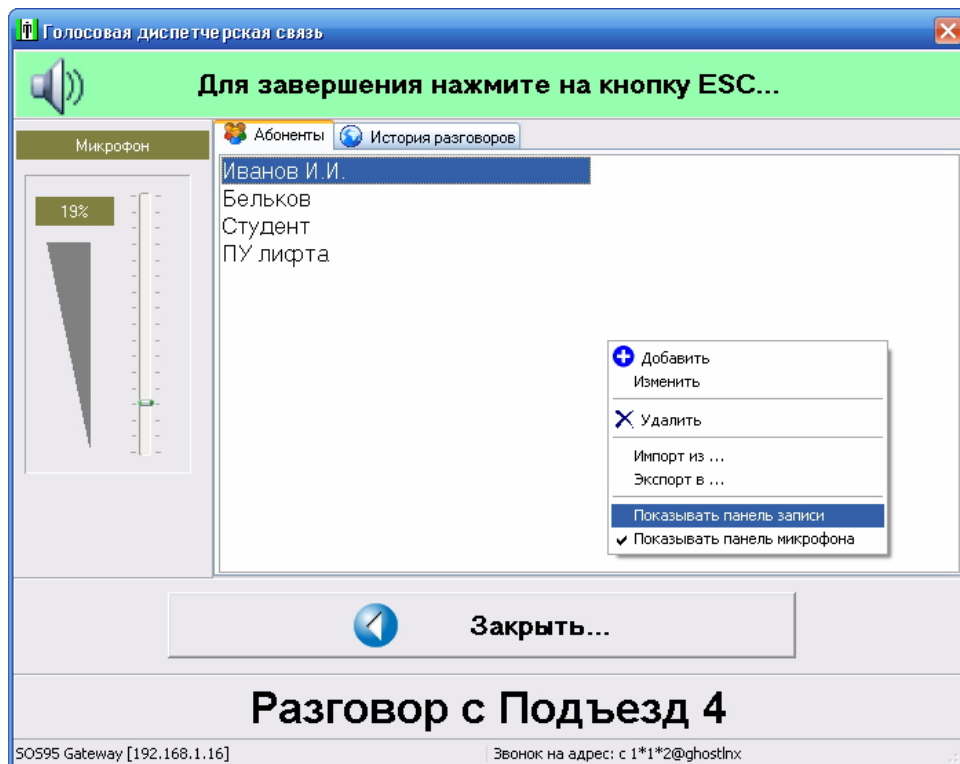 Голосовая диспетчерская связь
Для завершения нажмите на кнопку ESC...
Микрофон
Абоненты
История разговоров
19%
Иванов И.И.
Бельков
Студент
ПУ лифта
Добавить
Изменить
Удалить
Импорт из ...
Экспорт в ...
Показывать панель записи
Показывать панель микрофона
Закрыть...
Разговор с Подъезд 4
SOS95 Gateway [192.168.1.16]
Звонок на адрес: с 1*1*2@ghostlnx